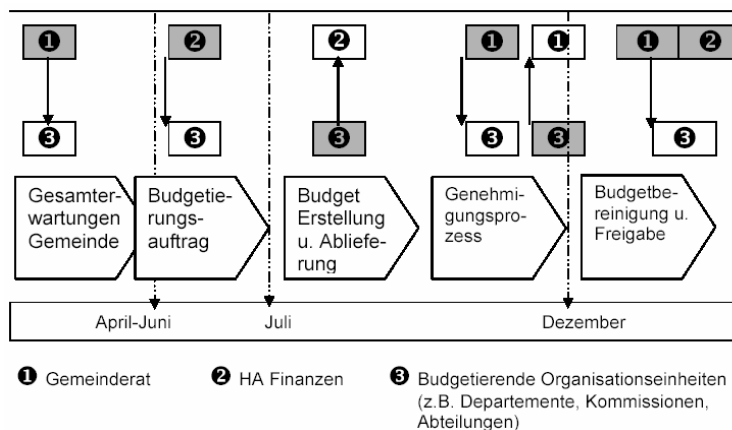 ❶ ❷ ❷ ❶ ❶ ❶ ❷
❸ ❸ ❸ ❸ ❸ ❸
Gesamter-
wartungen
Gemeinde
Budgetie-
rungs-
auftrag
Budget
Erstellung
u. Abliefe-
rung
Genehmi-
gungspro-
zess
Budgetbe-
reinigung u.
Freigabe
April-Juni Juli Dezember
❶ Gemeinderat ❷ HA Finanzen ❸ Budgetierende Organisationseinheiten
(z.B. Departemente, Kommissionen,
Abteilungen)